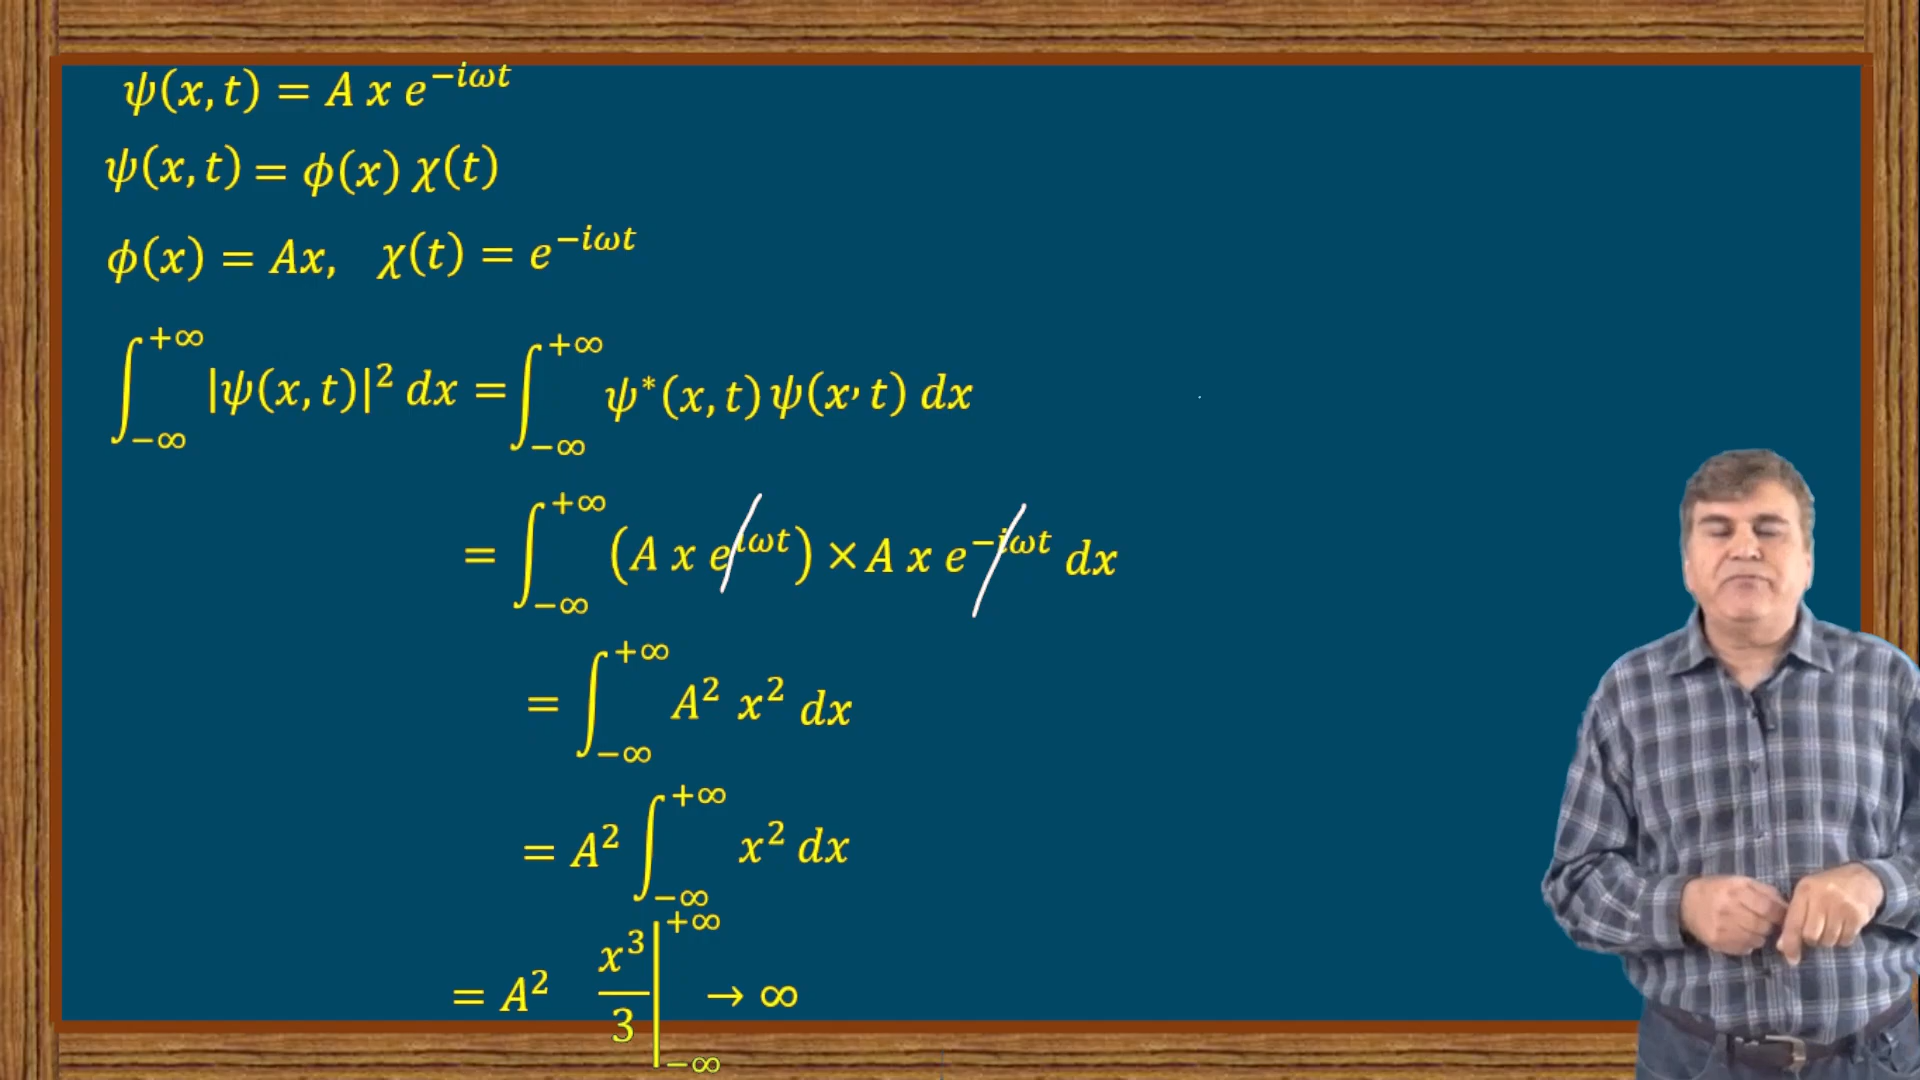 ψ(x, t) = A x e^{−iωt}
ψ(x, t) = ϕ(x) χ(t)
ϕ(x) = Ax, χ(t) = e^{−iωt}
∫_{−∞}^{+∞} |ψ(x, t)|² dx = ∫_{−∞}^{+∞} ψ*(x, t) ψ(x, t) dx
= ∫_{−∞}^{+∞} (A x e^{iωt}) × A x e^{−iωt} dx
= ∫_{−∞}^{+∞} A² x² dx
= A² ∫_{−∞}^{+∞} x² dx
= A² x³/3 |_{−∞}^{+∞} → ∞